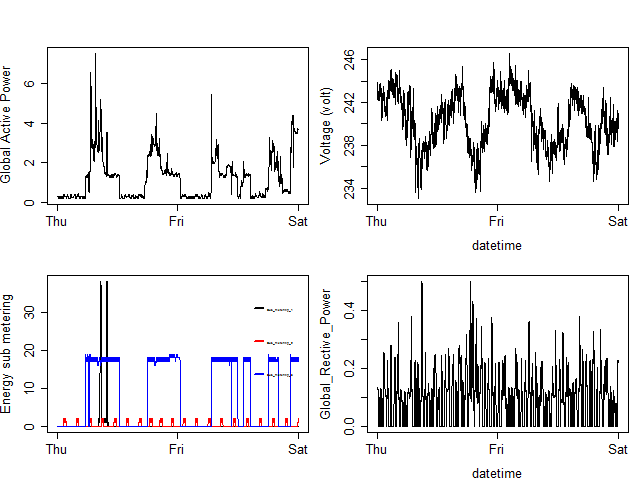 Global Active Power
6
4
2
0
Thu
Fri
Sat
Voltage (volt)
246
242
238
234
Thu
Fri
Sat
datetime
Energy sub metering
30
20
10
0
Thu
Fri
Sat
Global_Rective_Power
0.4
0.2
0.0
Thu
Fri
Sat
datetime